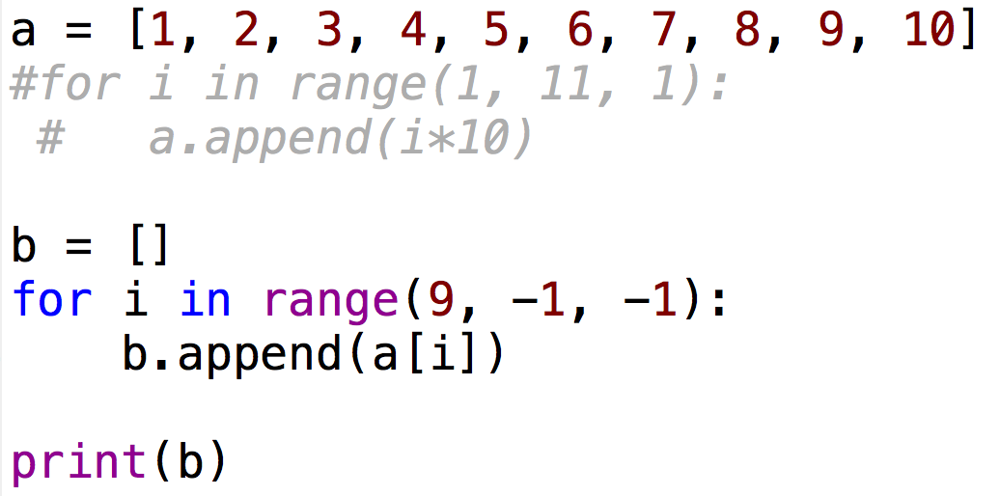 a = [1, 2, 3, 4, 5, 6, 7, 8, 9, 10]
#for i in range(1, 11, 1):
 #   a.append(i*10)

b = []
for i in range(9, -1, -1):
    b.append(a[i])

print(b)